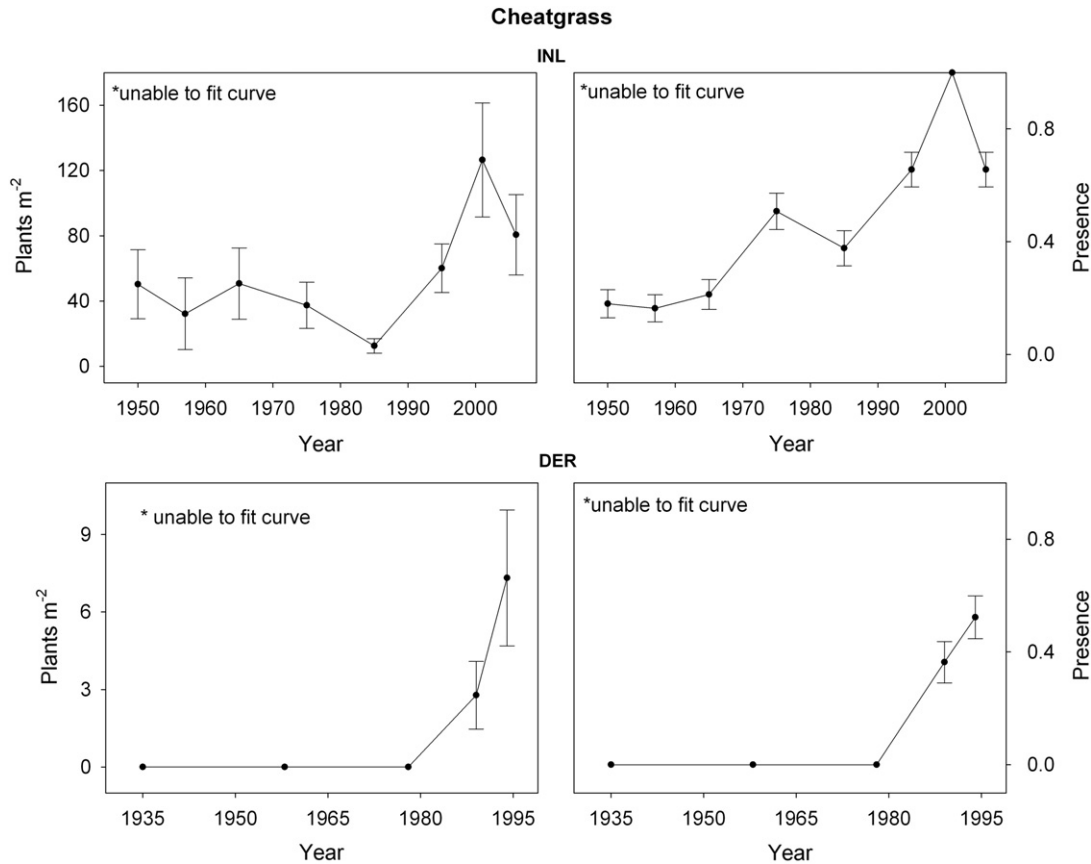 Cheatgrass
INL
*unable to fit curve
Plants m-2
160
120
80
40
0
1950 1960 1970 1980 1990 2000
Year
*unable to fit curve
Presence
0.8
0.4
0.0
1950 1960 1970 1980 1990 2000
Year
DER
* unable to fit curve
Plants m-2
9
6
3
0
1935 1950 1965 1980 1995
Year
*unable to fit curve
Presence
0.8
0.4
0.0
1935 1950 1965 1980 1995
Year